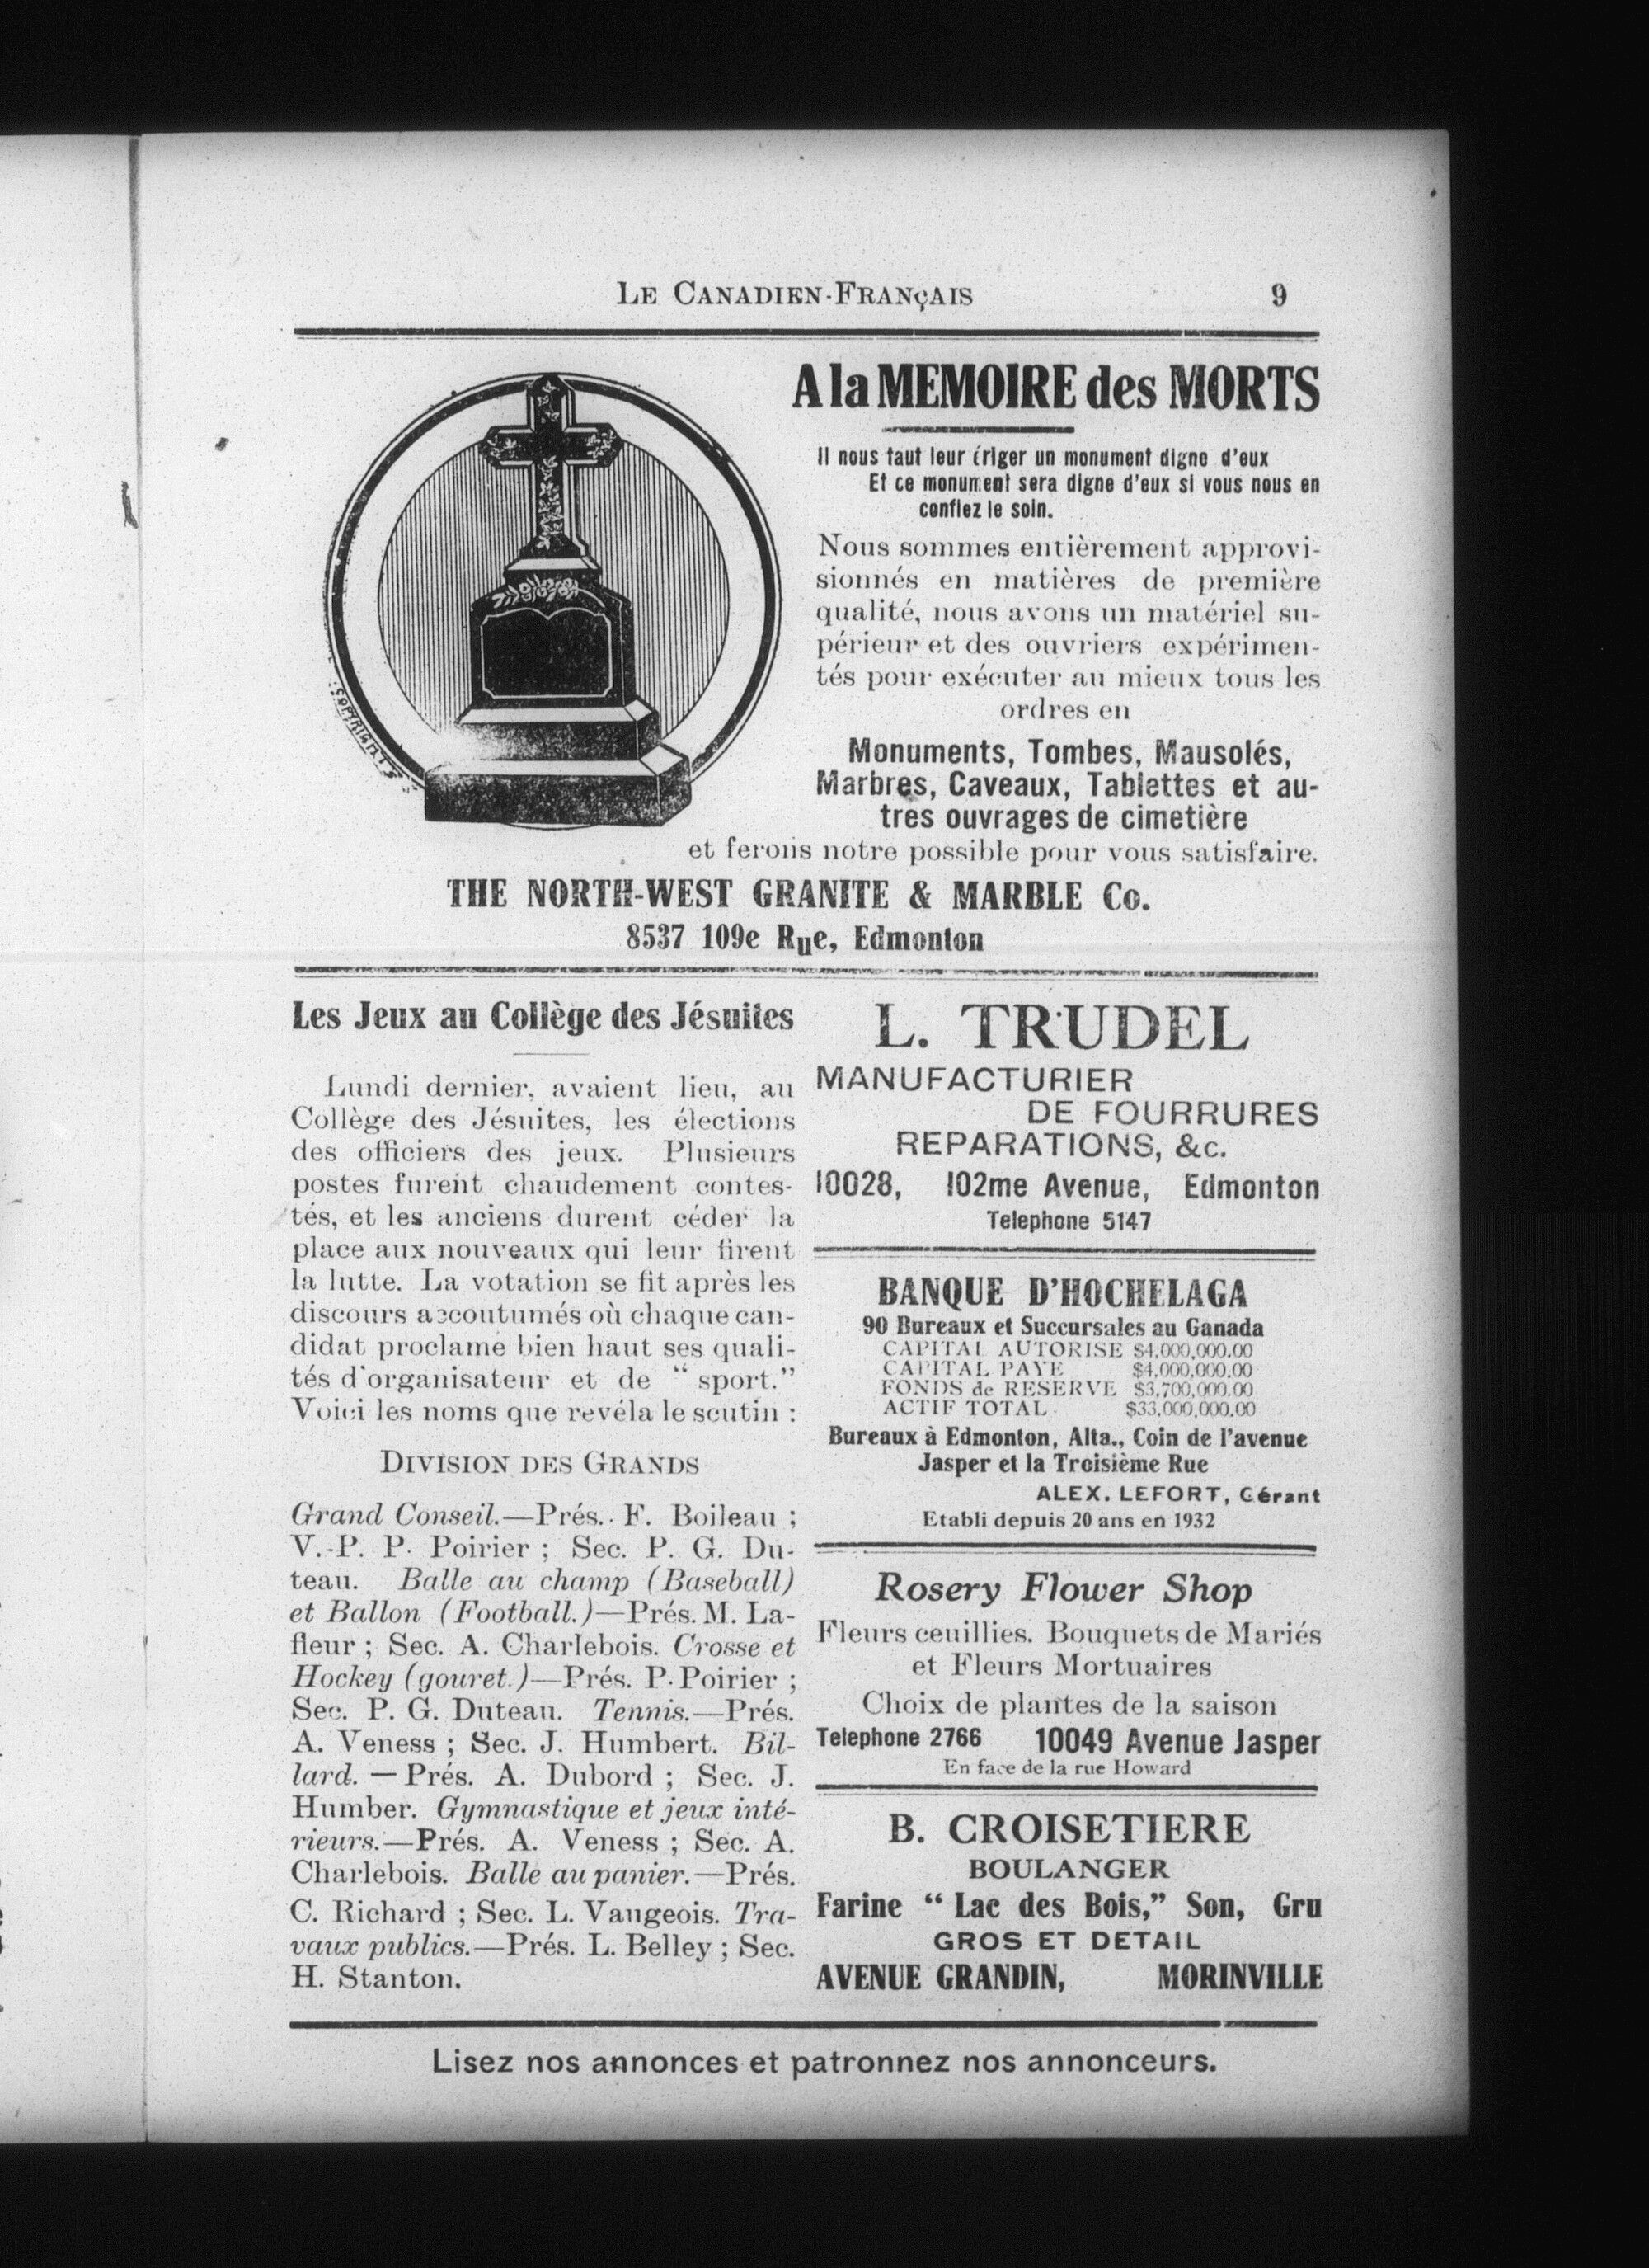 LE CANADIEN-FRANçAIS 9
A la MEMOIRE des MORTS
COPYRIGHTS
Il nous faut leur ériger un monument digne d'eux
Et ce monument sera digne d'eux si vous nous en
confiez le soin.
Nous sommes entièrement approvi-
sionnés en matières de première
qualité, nous avons un matériel su-
périeur et des ouvriers expérimen-
tés pour exécuter au mieux tous les
ordres en
Monuments, Tombes, Mausolés,
Marbres, Caveaux, Tablettes et au-
tres ouvrages de cimetière
et ferons notre possible pour vous satisfaire.
THE NORTH-WEST GRANITE & MARBLE Co.
8537 109e Rue, Edmonton
Les Jeux au Collège des Jésuites
Lundi dernier, avaient lieu, au
Collège des Jésuites, les élections
des officiers des jeux. Plusieurs
postes furent chaudement contes-
tés, et les anciens durent céder la
place aux nouveaux qui leur firent
la lutte. La votation se fit après les
discours accoutumés où chaque can-
didat proclame bien haut ses quali-
tés d'organisateur et de " sport."
Voici les noms que revéla le scutin :
DIVISION DES GRANDS
Grand Conseil.—Prés. F. Boileau ;
V.-P. P. Poirier ; Sec. P. G. Du-
teau. Balle au champ (Baseball)
et Ballon (Football.)—Prés. M. La-
fleur ; Sec. A. Charlebois. Crosse et
Hockey (gouret.)—Prés. P. Poirier ;
Sec. P. G. Duteau. Tennis.—Prés.
A. Veness ; Sec. J. Humbert. Bil-
lard. — Prés. A. Dubord ; Sec. J.
Humber. Gymnastique et jeux inté-
rieurs.—Prés. A. Veness ; Sec. A.
Charlebois. Balle au panier.—Prés.
C. Richard ; Sec. L. Vaugeois. Tra-
vaux publics.—Prés. L. Belley ; Sec.
H. Stanton.
L. TRUDEL
MANUFACTURIER
DE FOURRURES
REPARATIONS, &c.
10028, 102me Avenue, Edmonton
Telephone 5147
BANQUE D'HOCHELAGA
90 Bureaux et Succursales au Ganada
CAPITAL AUTORISE $4,000,000.00
CAPITAL PAYE $4,000,000.00
FONDS de RESERVE $3,700,000.00
ACTIF TOTAL $33,000,000.00
Bureaux à Edmonton, Alta., Coin de l'avenue
Jasper et la Troisième Rue
ALEX. LEFORT, Gérant
Etabli depuis 20 ans en 1932
Rosery Flower Shop
Fleurs ceuillies. Bouquets de Mariés
et Fleurs Mortuaires
Choix de plantes de la saison
Telephone 2766 10049 Avenue Jasper
En face de la rue Howard
B. CROISETIERE
BOULANGER
Farine " Lac des Bois," Son, Gru
GROS ET DETAIL
AVENUE GRANDIN, MORINVILLE
Lisez nos annonces et patronnez nos annonceurs.